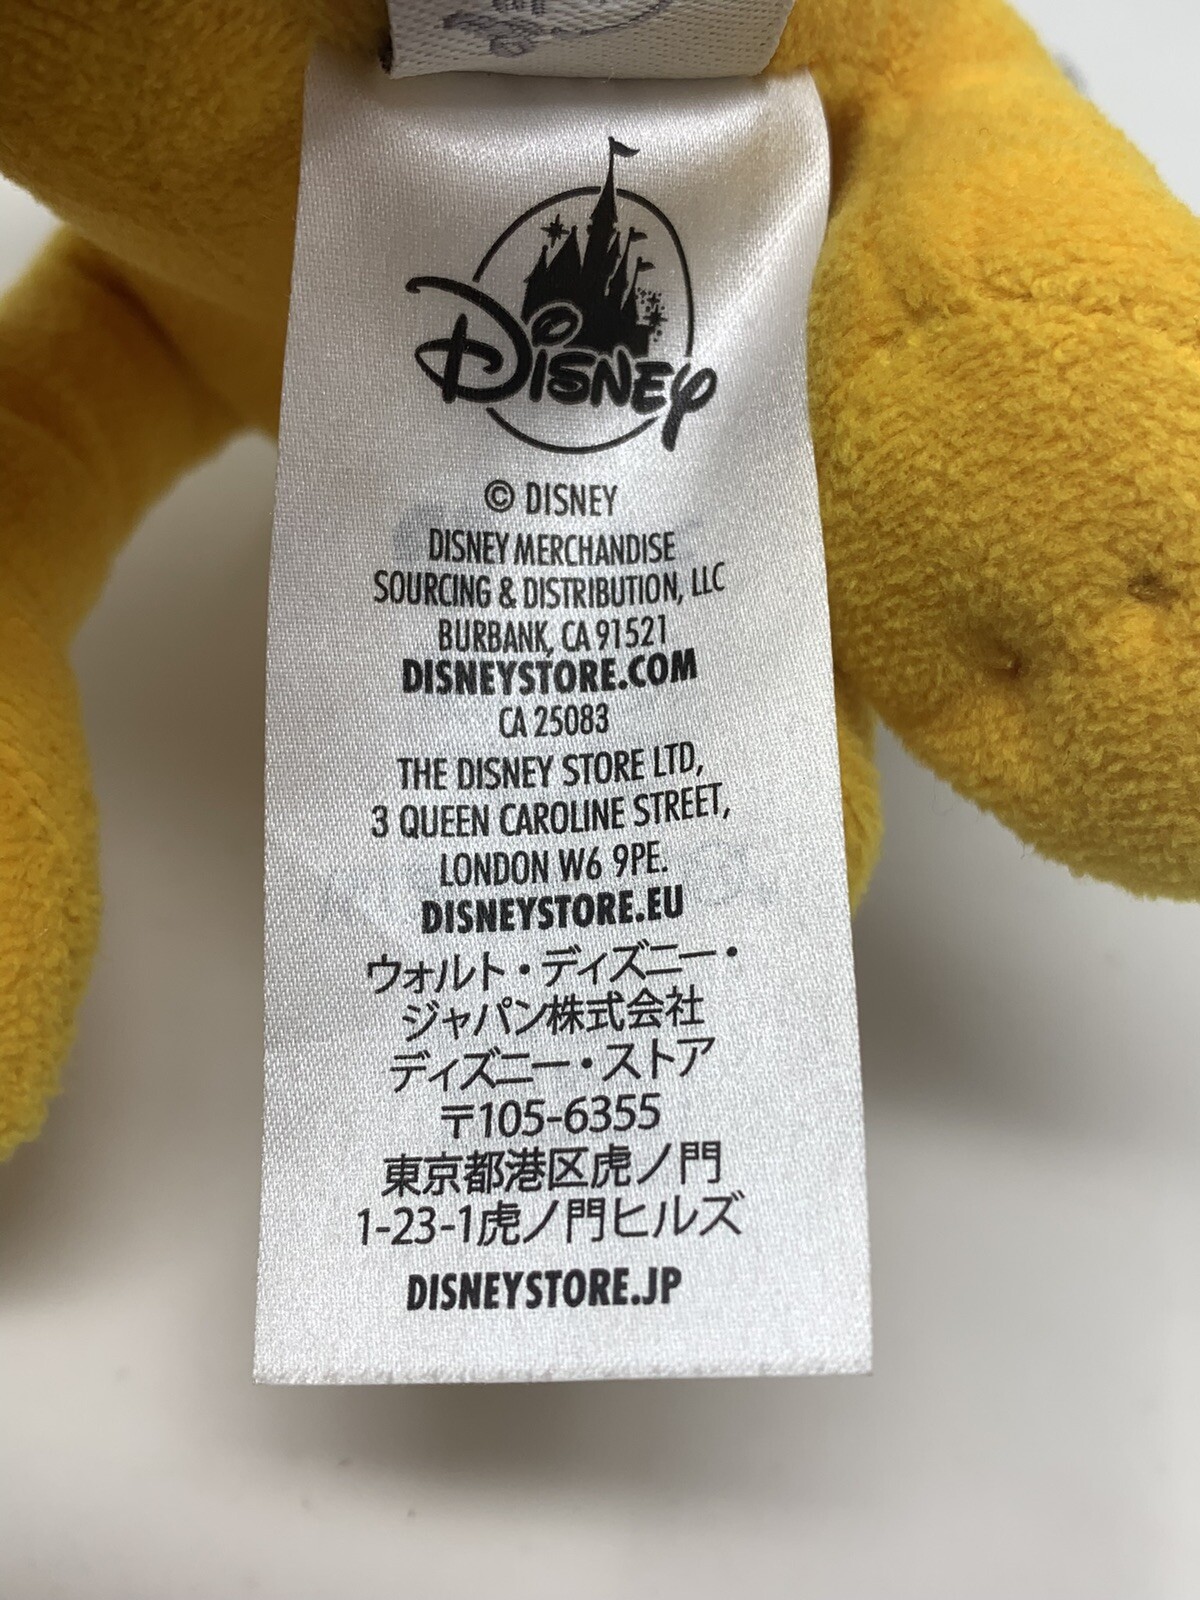 DISNEY
© DISNEY
DISNEY MERCHANDISE
SOURCING & DISTRIBUTION, LLC
BURBANK, CA 91521
DISNEYSTORE.COM
CA 25083
THE DISNEY STORE LTD,
3 QUEEN CAROLINE STREET,
LONDON W6 9PE.
DISNEYSTORE.EU
ウォルト・ディズニー・
ジャパン株式会社
ディズニー・ストア
〒105-6355
東京都港区虎ノ門
1-23-1虎ノ門ヒルズ
DISNEYSTORE.JP